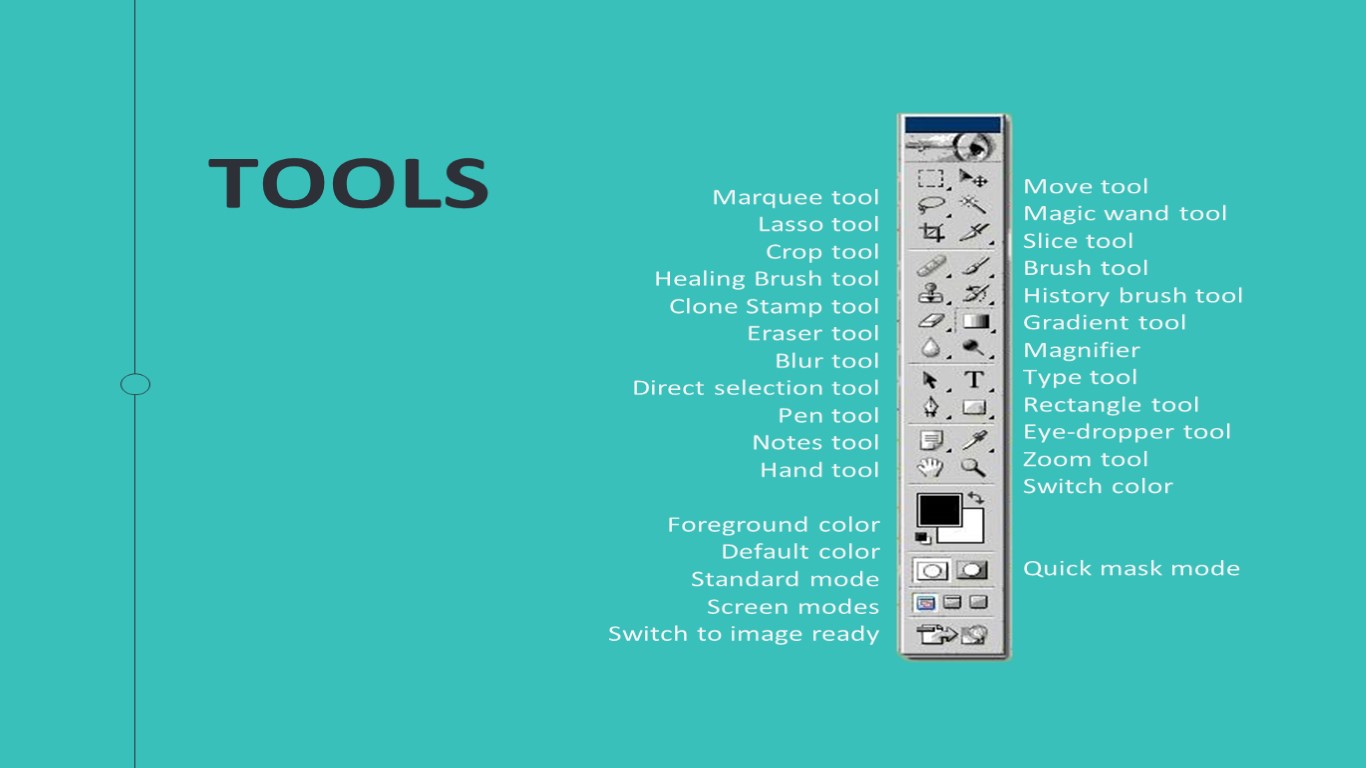 TOOLS
Marquee tool
Lasso tool
Crop tool
Healing Brush tool
Clone Stamp tool
Eraser tool
Blur tool
Direct selection tool
Pen tool
Notes tool
Hand tool
Foreground color
Default color
Standard mode
Screen modes
Switch to image ready
T
Move tool
Magic wand tool
Slice tool
Brush tool
History brush tool
Gradient tool
Magnifier
Type tool
Rectangle tool
Eye-dropper tool
Zoom tool
Switch color
Quick mask mode